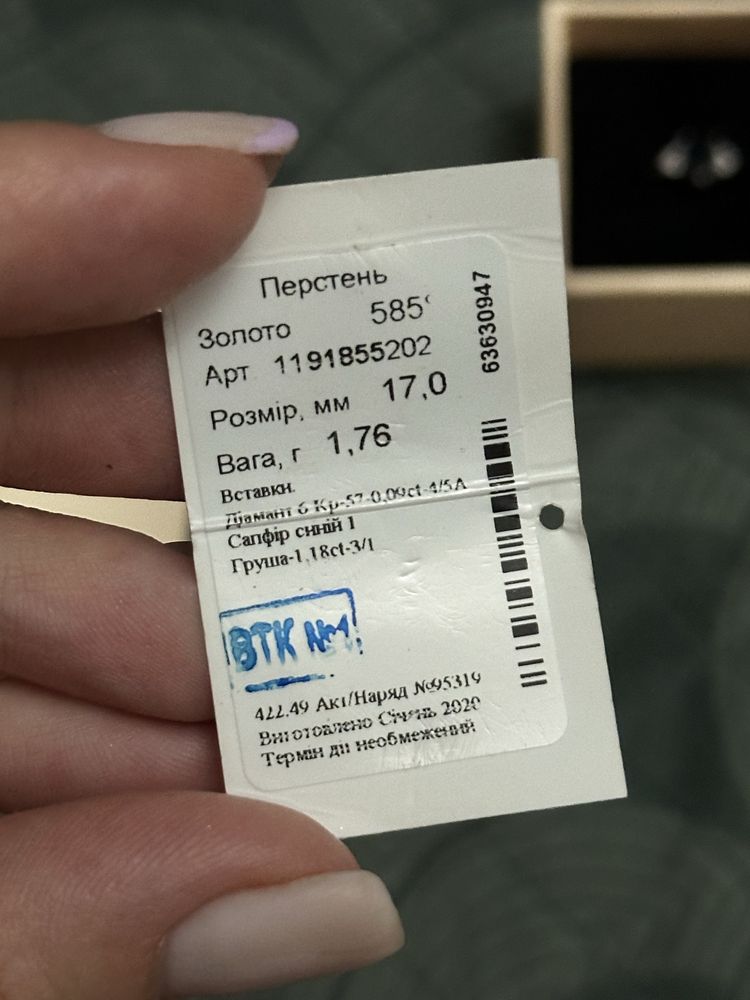 Перстень
Золото 585°
Арт 1191855202
Розмір, мм 17,0
Вага, г 1,76
Вставки.
Діамант 6 Кр-57-0,09ct-4/5А
Сапфір синій 1
Груша-1,18ct-3/1
ВТК №1
422.49 Акт/Наряд №95319
Виготовлено Січень 2020
Термін дії необмежений
63630947